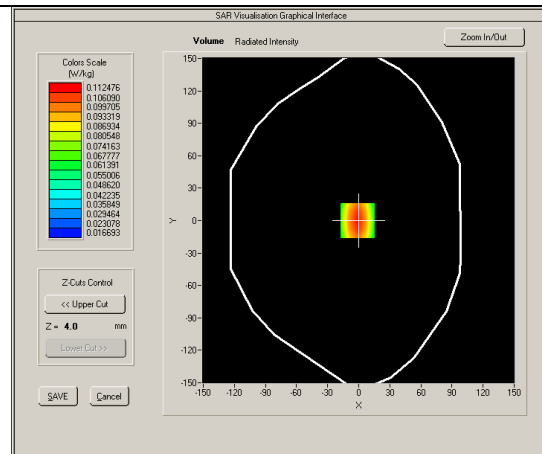 SAR Visualisation Graphical Interface
Volume Radiated Intensity
Zoom In/Out
Colors Scale
(W/kg)
0.112476
0.106090
0.099705
0.093319
0.086934
0.080548
0.074163
0.067777
0.061391
0.055006
0.048620
0.042235
0.035849
0.029464
0.023078
0.016693
Z-Cuts Control
<< Upper Cut
Z = 4.0 mm
Lower Cut >>
SAVE Cancel
150
120
90
60
30
0
-30
-60
-90
-120
-150
Y
-150 -120 -90 -60 -30 0 30 60 90 120 150
X